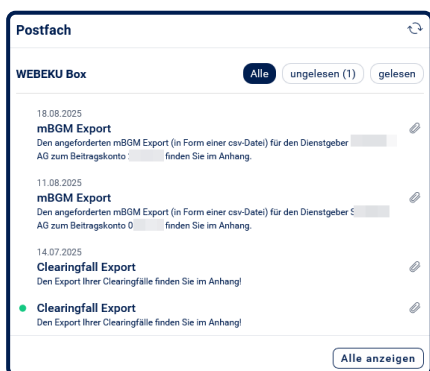 Postfach
WEBEKU Box
Alle
ungelesen (1)
gelesen
18.08.2025
mBGM Export
Den angeforderten mBGM Export (in Form einer csv-Datei) für den Dienstgeber
AG zum Beitragskonto finden Sie im Anhang.
11.08.2025
mBGM Export
Den angeforderten mBGM Export (in Form einer csv-Datei) für den Dienstgeber S
AG zum Beitragskonto 0 finden Sie im Anhang.
14.07.2025
Clearingfall Export
Den Export Ihrer Clearingfälle finden Sie im Anhang!
Clearingfall Export
Den Export Ihrer Clearingfälle finden Sie im Anhang!
Alle anzeigen